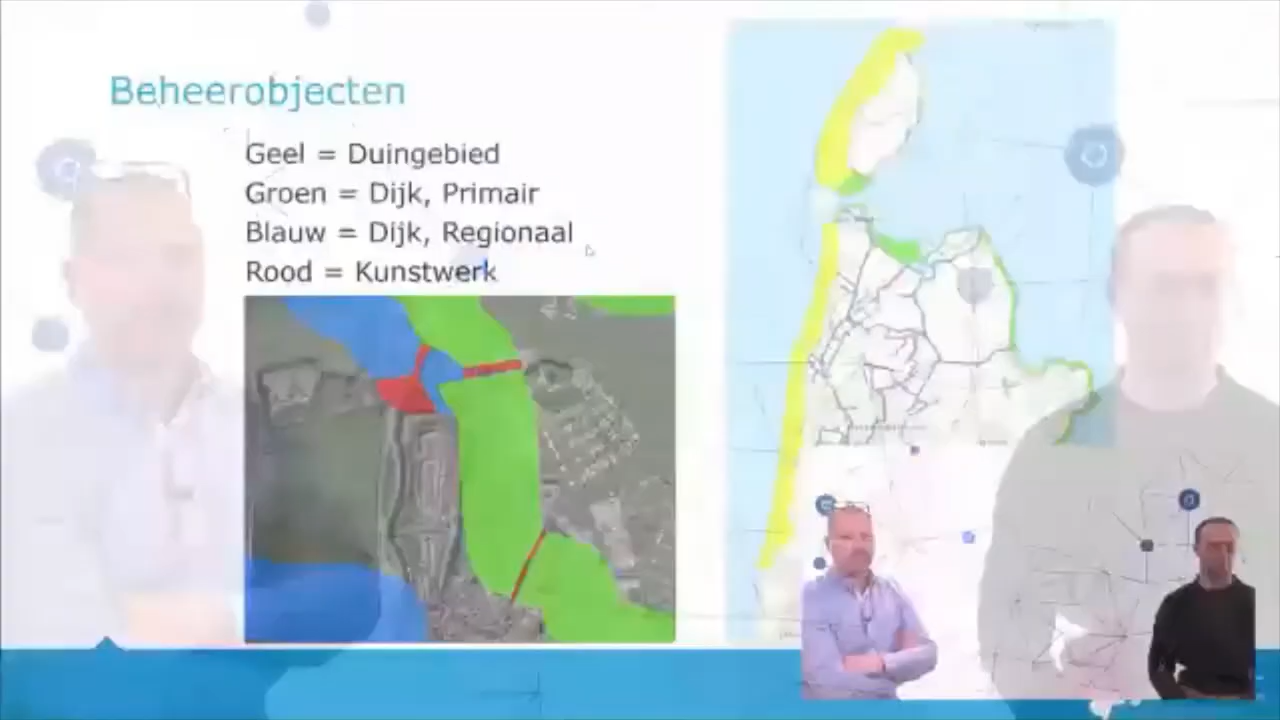 Beheerobjecten
Geel = Duingebied
Groen = Dijk, Primair
Blauw = Dijk, Regionaal
Rood = Kunstwerk